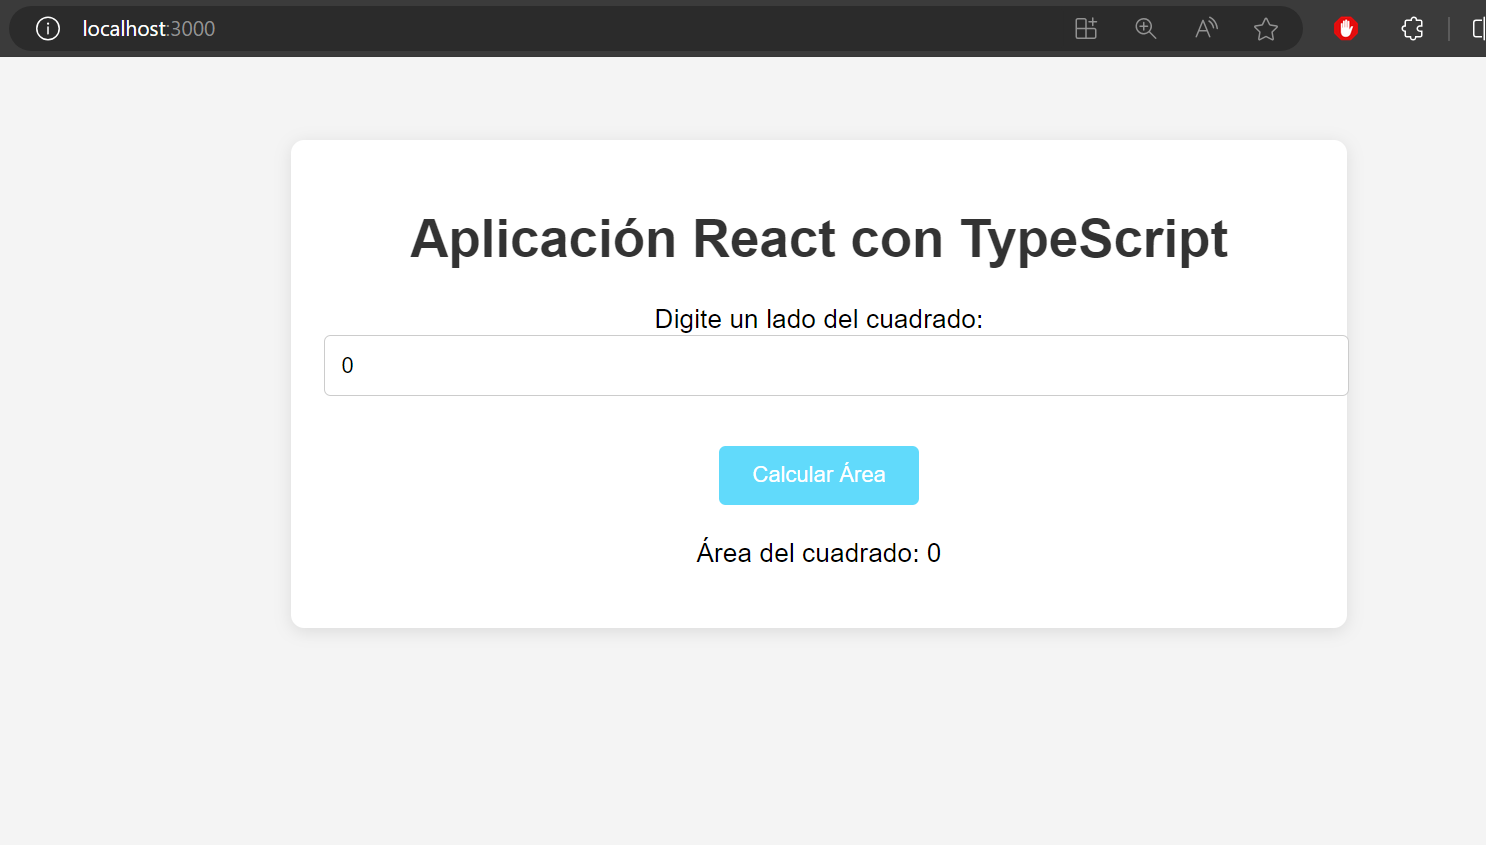 localhost:3000
Aplicación React con TypeScript
Digite un lado del cuadrado:
0
Calcular Área
Área del cuadrado: 0